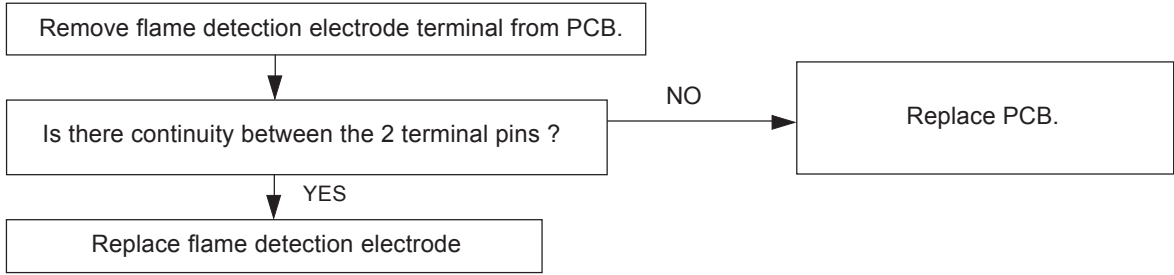 Remove flame detection electrode terminal from PCB.
NO
Is there continuity between the 2 terminal pins ?
Replace PCB.
YES
Replace flame detection electrode